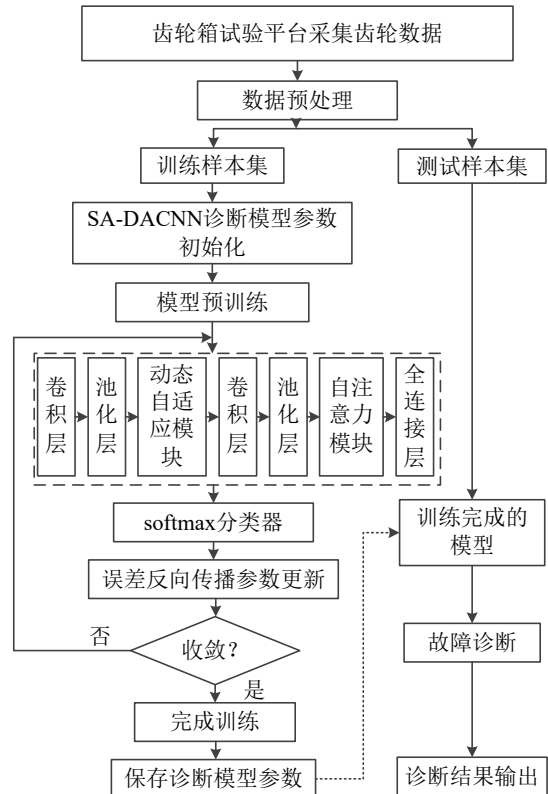 齿轮箱试验平台采集齿轮数据
数据预处理
训练样本集
测试样本集
SA-DACNN诊断模型参数
初始化
模型预训练
卷
积
层
池
化
层
动态
自适
应模
块
卷
积
层
池
化
层
自注
意力
模块
全
连
接
层
softmax分类器
训练完成的
模型
误差反向传播参数更新
否
收敛？
故障诊断
是
完成训练
保存诊断模型参数
诊断结果输出